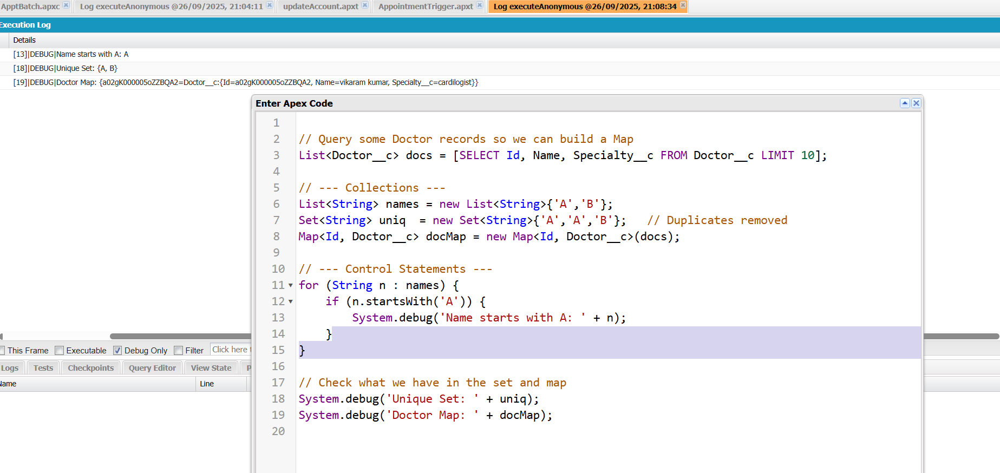 ApptBatch.apxc
Log executeAnonymous @26/09/2025, 21:04:11
updateAccount.apxt
AppointmentTrigger.apxt
Log executeAnonymous @26/09/2025, 21:08:34
Execution Log
Details
[13]|DEBUG|Name starts with A: A
[18]|DEBUG|Unique Set: {A, B}
[19]|DEBUG|Doctor Map: {a02gK000005oZZBQA2=Doctor__c:{Id=a02gK000005oZZBQA2, Name=vikaram kumar, Specialty__c=cardilogist}}
Enter Apex Code
1
2 // Query some Doctor records so we can build a Map
3 List<Doctor__c> docs = [SELECT Id, Name, Specialty__c FROM Doctor__c LIMIT 10];
4
5 // --- Collections ---
6 List<String> names = new List<String>{'A','B'};
7 Set<String> uniq  = new Set<String>{'A','A','B'};   // Duplicates removed
8 Map<Id, Doctor__c> docMap = new Map<Id, Doctor__c>(docs);
9
10 // --- Control Statements ---
11 for (String n : names) {
12     if (n.startsWith('A')) {
13         System.debug('Name starts with A: ' + n);
14     }
15 }
16
17 // Check what we have in the set and map
18 System.debug('Unique Set: ' + uniq);
19 System.debug('Doctor Map: ' + docMap);
20
This Frame
Executable
Debug Only
Filter
Click here
Logs
Tests
Checkpoints
Query Editor
View State
P
Name
Line